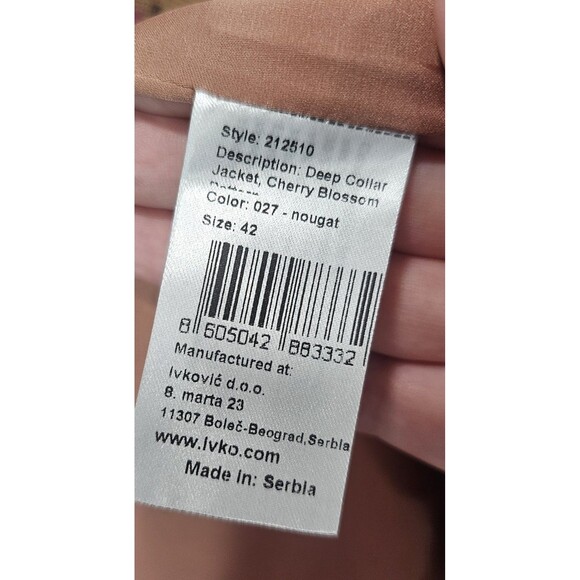 Style: 212510
Description: Deep Collar
Jacket, Cherry Blossom
Color: 027 - nougat
Size: 42
8 605042 883332
Manufactured at:
Ivković d.o.o.
8. marta 23
11307 Boleč-Beograd,Serbia
www.ivko.com
Made in: Serbia